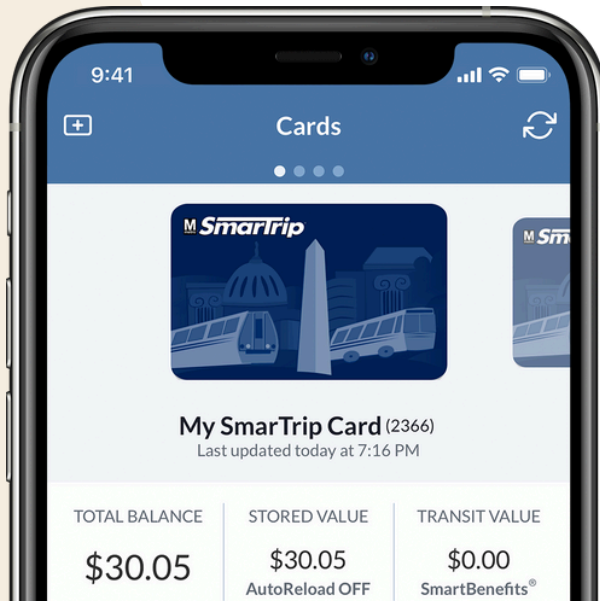 9:41
Cards
M SmarTrip
M Sm
My SmarTrip Card (2366)
Last updated today at 7:16 PM
TOTAL BALANCE STORED VALUE TRANSIT VALUE
$30.05 $30.05 $0.00
AutoReload OFF SmartBenefits®